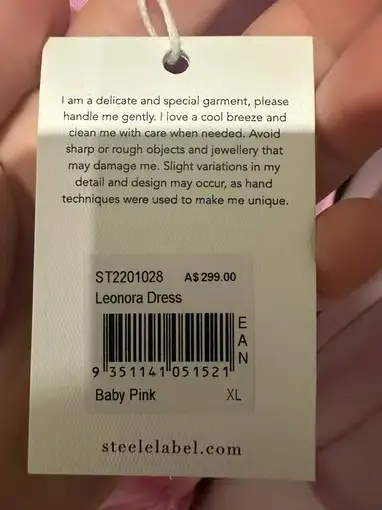 I am a delicate and special garment, please
handle me gently. I love a cool breeze and
clean me with care when needed. Avoid
sharp or rough objects and jewellery that
may damage me. Slight variations in my
detail and design may occur, as hand
techniques were used to make me unique.
ST2201028 A$ 299.00
Leonora Dress
EAN
9 351141 051521
Baby Pink XL
steelelabel.com